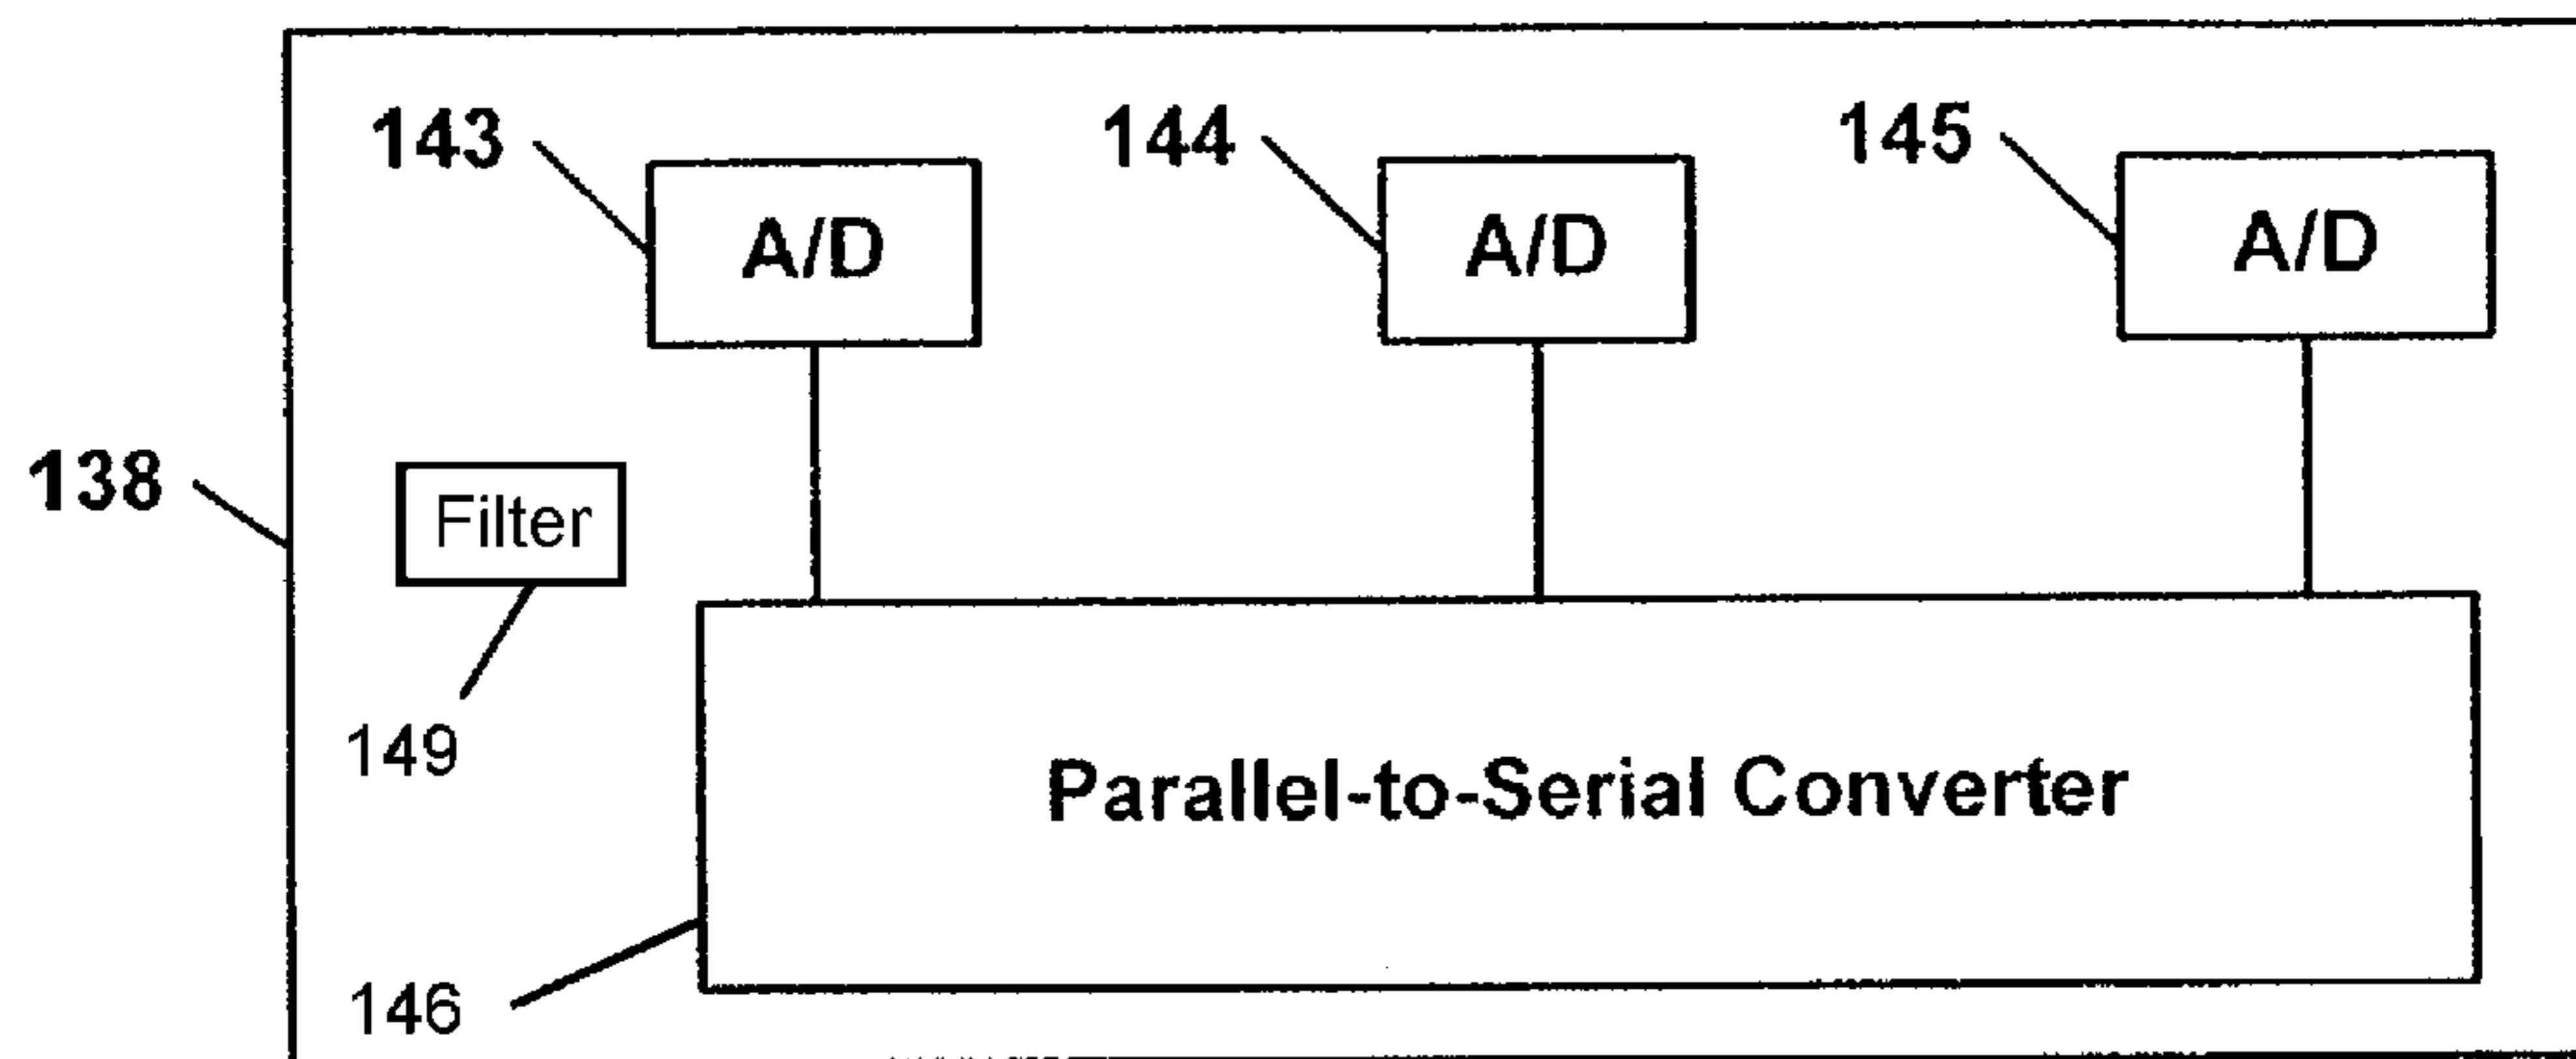 143
144
145
A/D
A/D
A/D
138
Filter
149
Parallel-to-Serial Converter
146